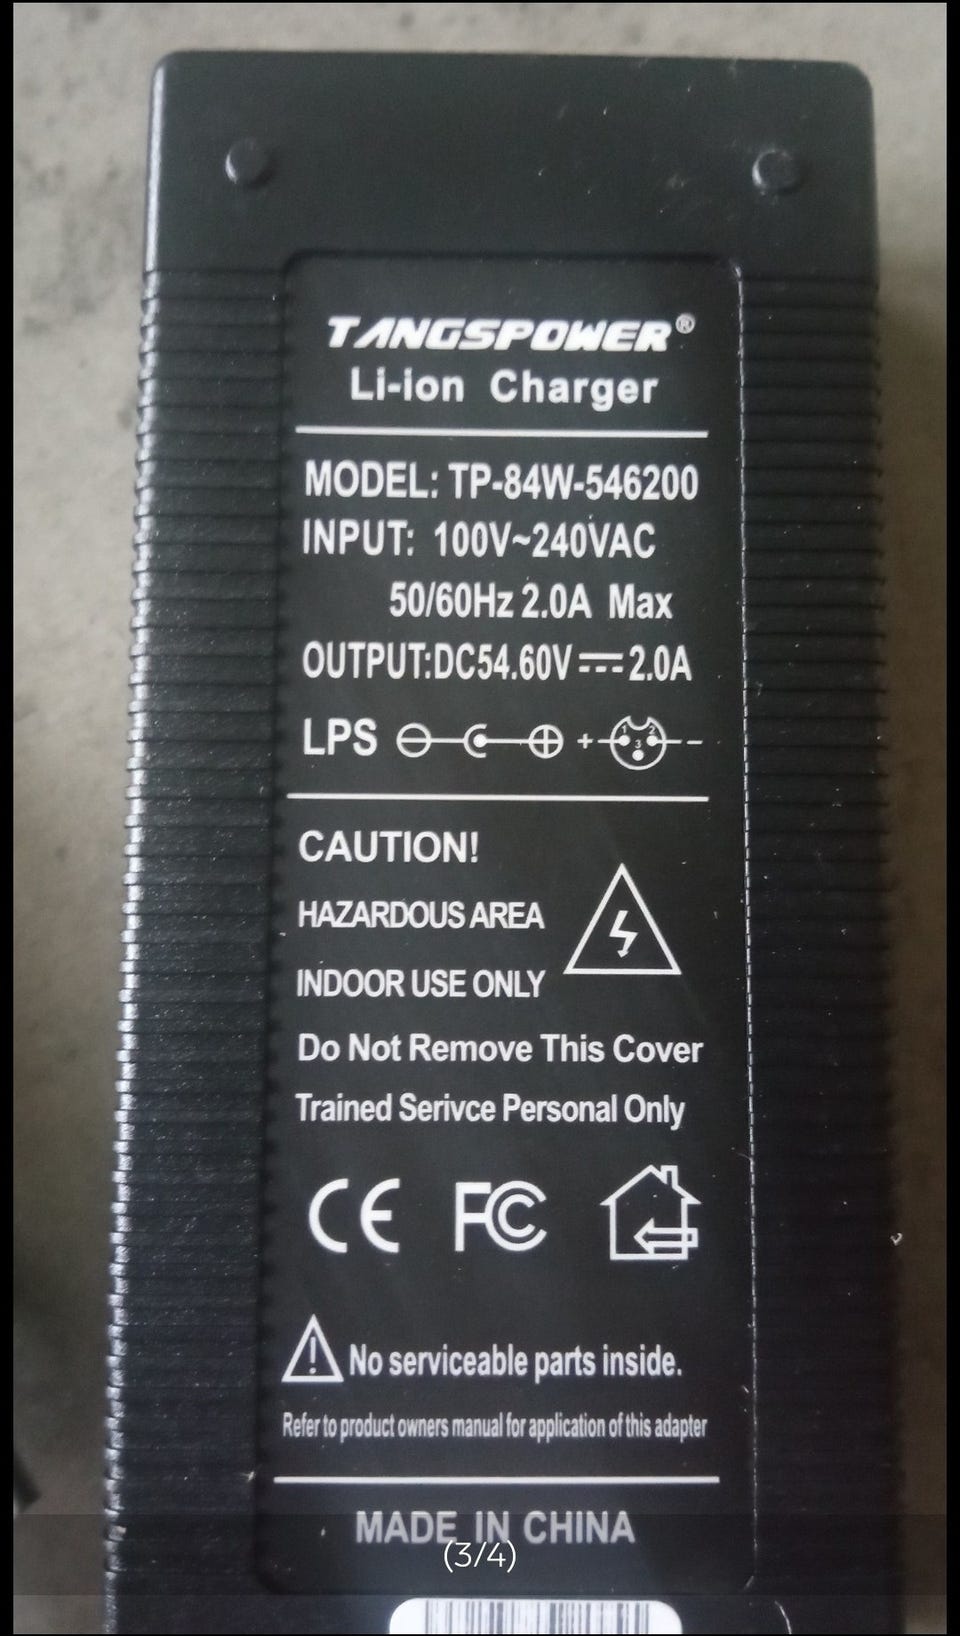 TANGSPOWER®
Li-ion Charger
MODEL: TP-84W-546200
INPUT: 100V~240VAC
50/60Hz 2.0A Max
OUTPUT:DC54.60V⎓2.0A
LPS + 1 2 3 -
CAUTION!
HAZARDOUS AREA
INDOOR USE ONLY
Do Not Remove This Cover
Trained Serivce Personal Only
CE FC
No serviceable parts inside.
Refer to product owners manual for application of this adapter
MADE IN CHINA
(3/4)